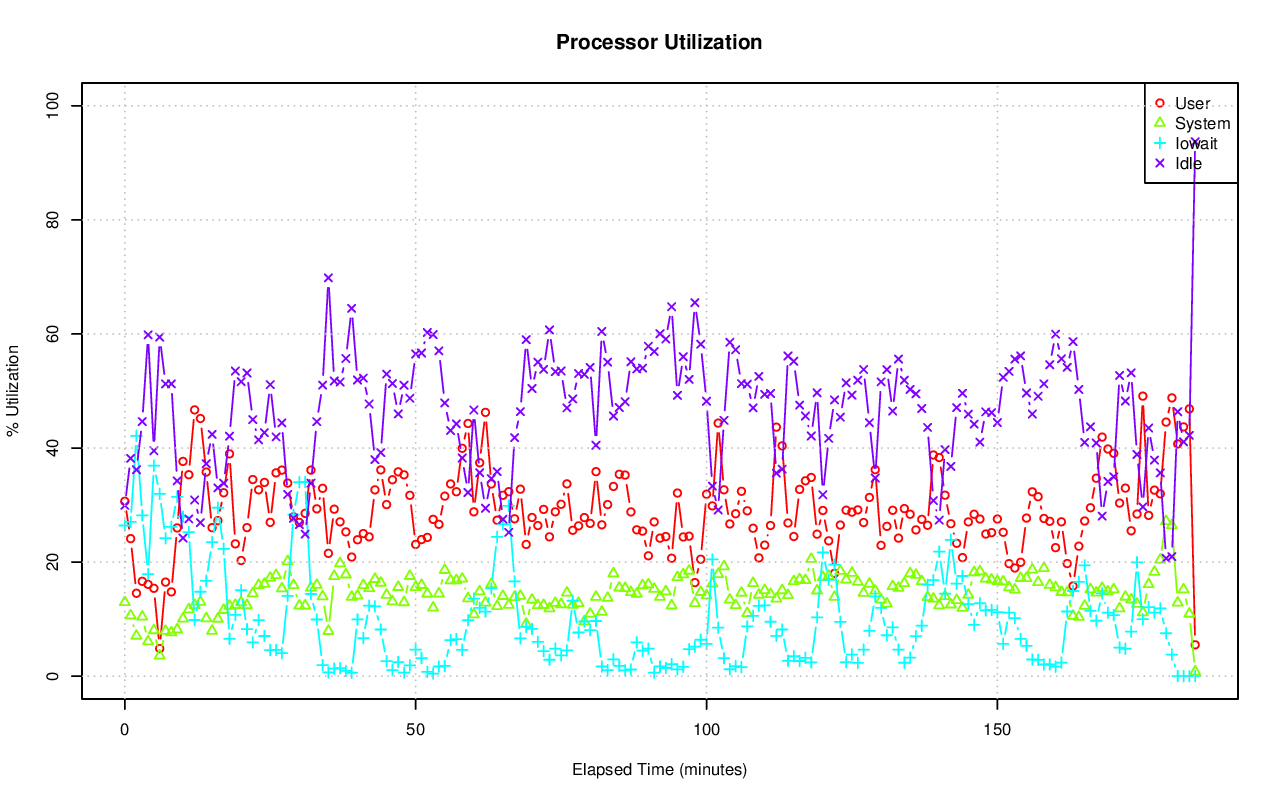 Processor Utilization
% Utilization
100
80
60
40
20
0
User
System
Iowait
Idle
0
50
100
150
Elapsed Time (minutes)